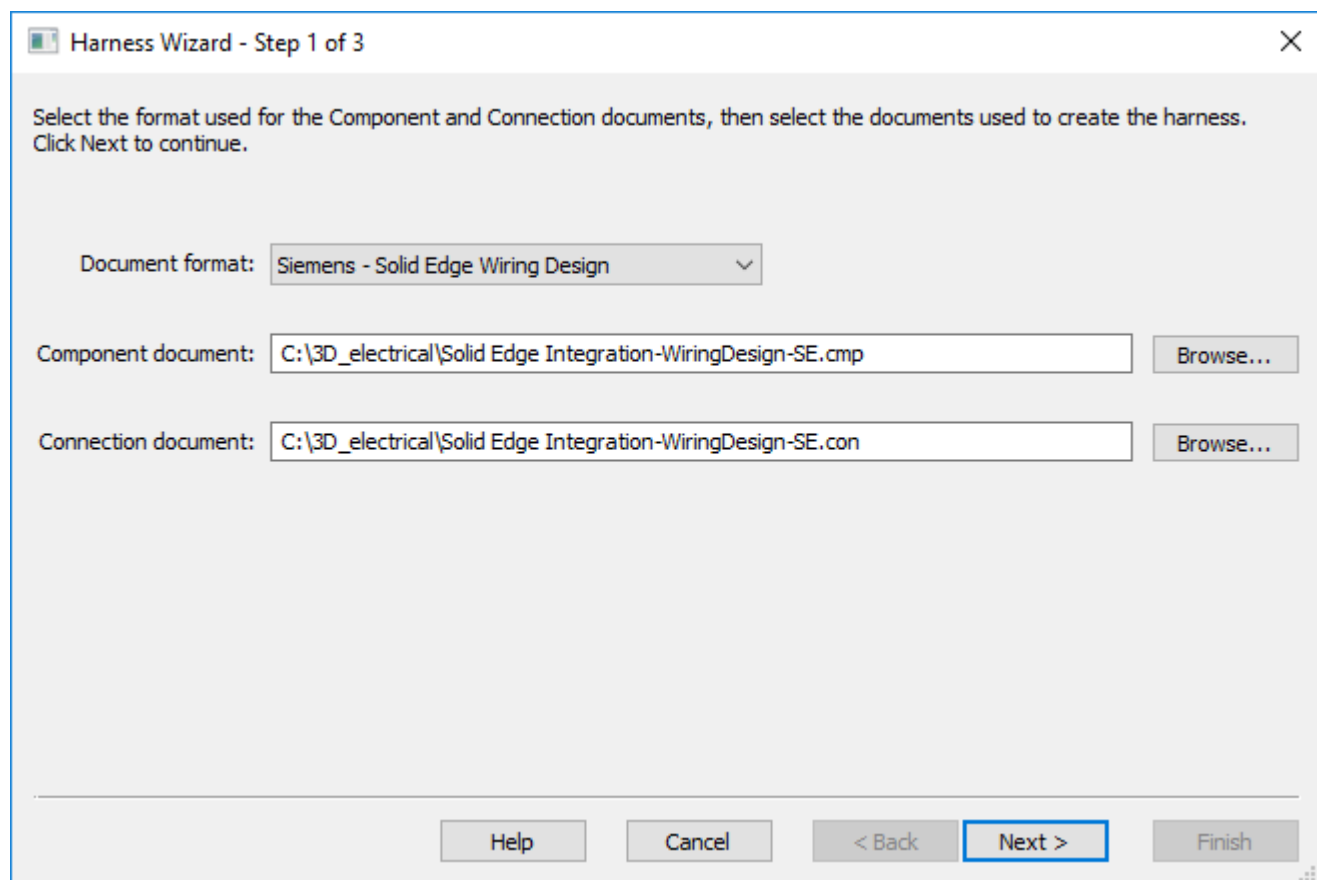 Harness Wizard - Step 1 of 3
Select the format used for the Component and Connection documents, then select the documents used to create the harness.
Click Next to continue.
Document format: Siemens - Solid Edge Wiring Design
Component document: C:\3D_electrical\Solid Edge Integration-WiringDesign-SE.cmp Browse...
Connection document: C:\3D_electrical\Solid Edge Integration-WiringDesign-SE.con Browse...
Help Cancel < Back Next > Finish